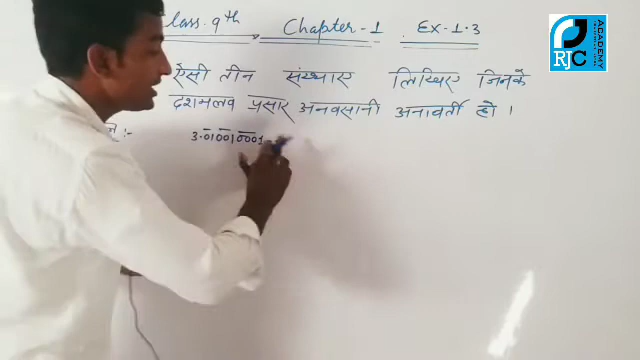 Class. 9th Chapter-1 Ex-1.3
ऐसी तीन संख्याएं लिखिए जिनके
दशमलव प्रसार अनवसानी अनावर्ती हो ।
:- 3.010010001--
RJC
ACADEMY